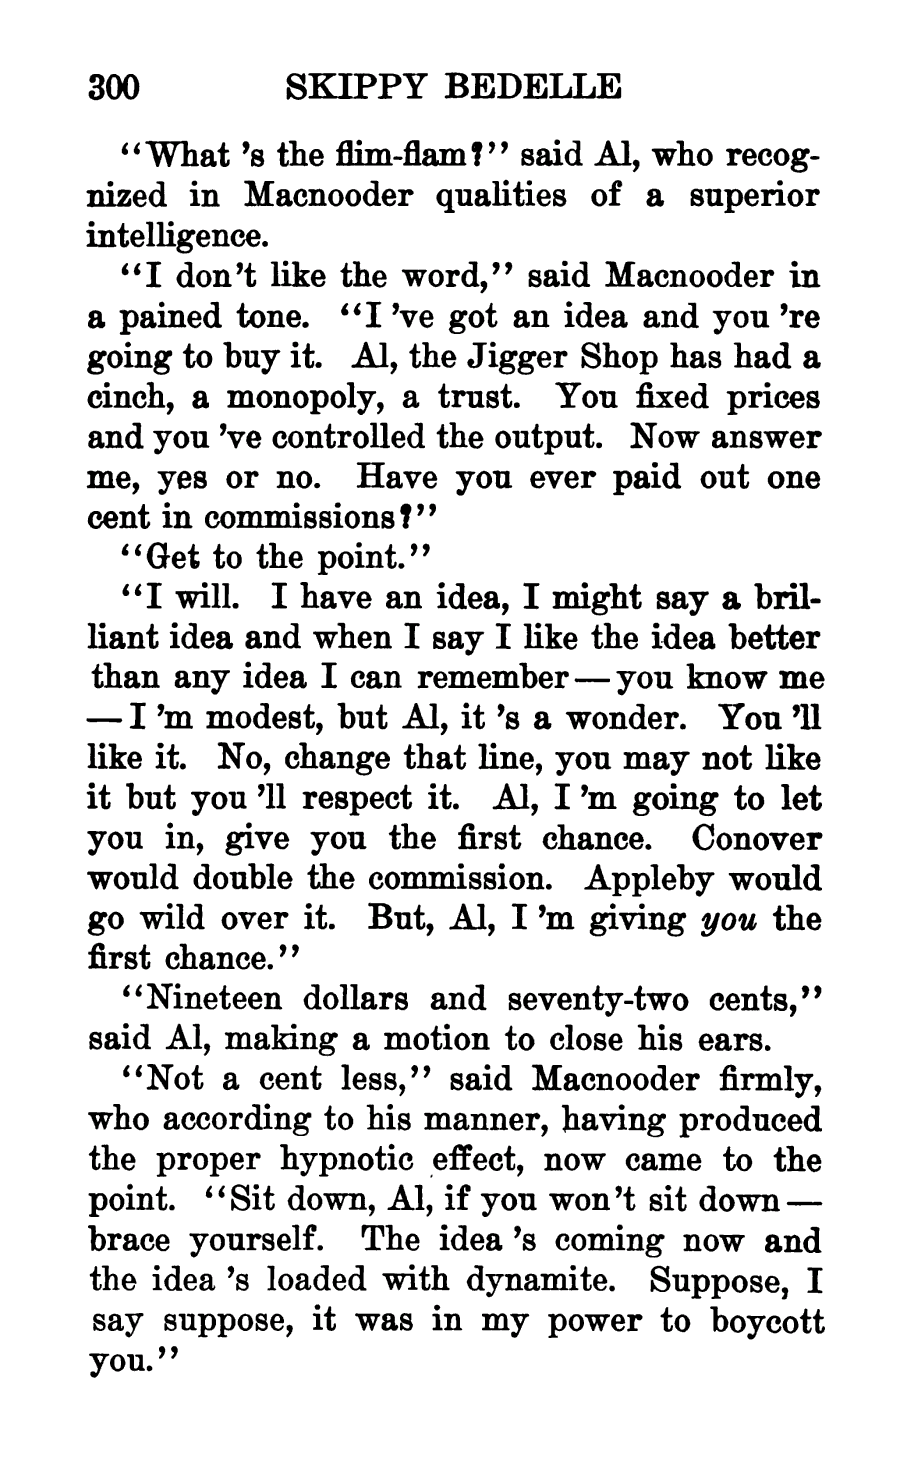 300 SKIPPY BEDELLE
“What ’s the flim-flam?” said Al, who recog-
nized in Macnooder qualities of a superior
intelligence.
“I don’t like the word,” said Macnooder in
a pained tone. “I ’ve got an idea and you ’re
going to buy it. Al, the Jigger Shop has had a
cinch, a monopoly, a trust. You fixed prices
and you ’ve controlled the output. Now answer
me, yes or no. Have you ever paid out one
cent in commissions?”
“Get to the point.”
“I will. I have an idea, I might say a bril-
liant idea and when I say I like the idea better
than any idea I can remember—you know me
—I ’m modest, but Al, it ’s a wonder. You ’ll
like it. No, change that line, you may not like
it but you ’ll respect it. Al, I ’m going to let
you in, give you the first chance. Conover
would double the commission. Appleby would
go wild over it. But, Al, I ’m giving you the
first chance.”
“Nineteen dollars and seventy-two cents,”
said Al, making a motion to close his ears.
“Not a cent less,” said Macnooder firmly,
who according to his manner, having produced
the proper hypnotic effect, now came to the
point. “Sit down, Al, if you won’t sit down—
brace yourself. The idea ’s coming now and
the idea ’s loaded with dynamite. Suppose, I
say suppose, it was in my power to boycott
you.”